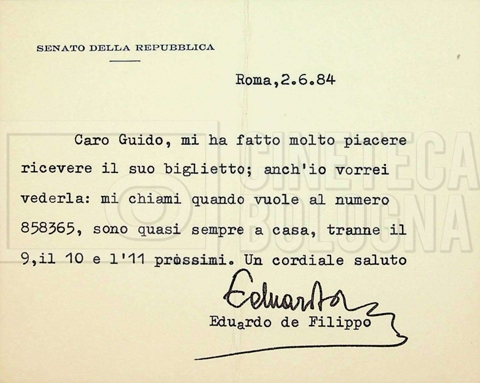 SENATO DELLA REPUBBLICA
Roma,2.6.84
Caro Guido, mi ha fatto molto piacere
ricevere il suo biglietto; anch'io vorrei
vederla: mi chiami quando vuole al numero
858365, sono quasi sempre a casa, tranne il
9,il 10 e l'11 pròssimi. Un cordiale saluto
Eduardo
Eduardo de Filippo
CINETECA
BOLOGNA